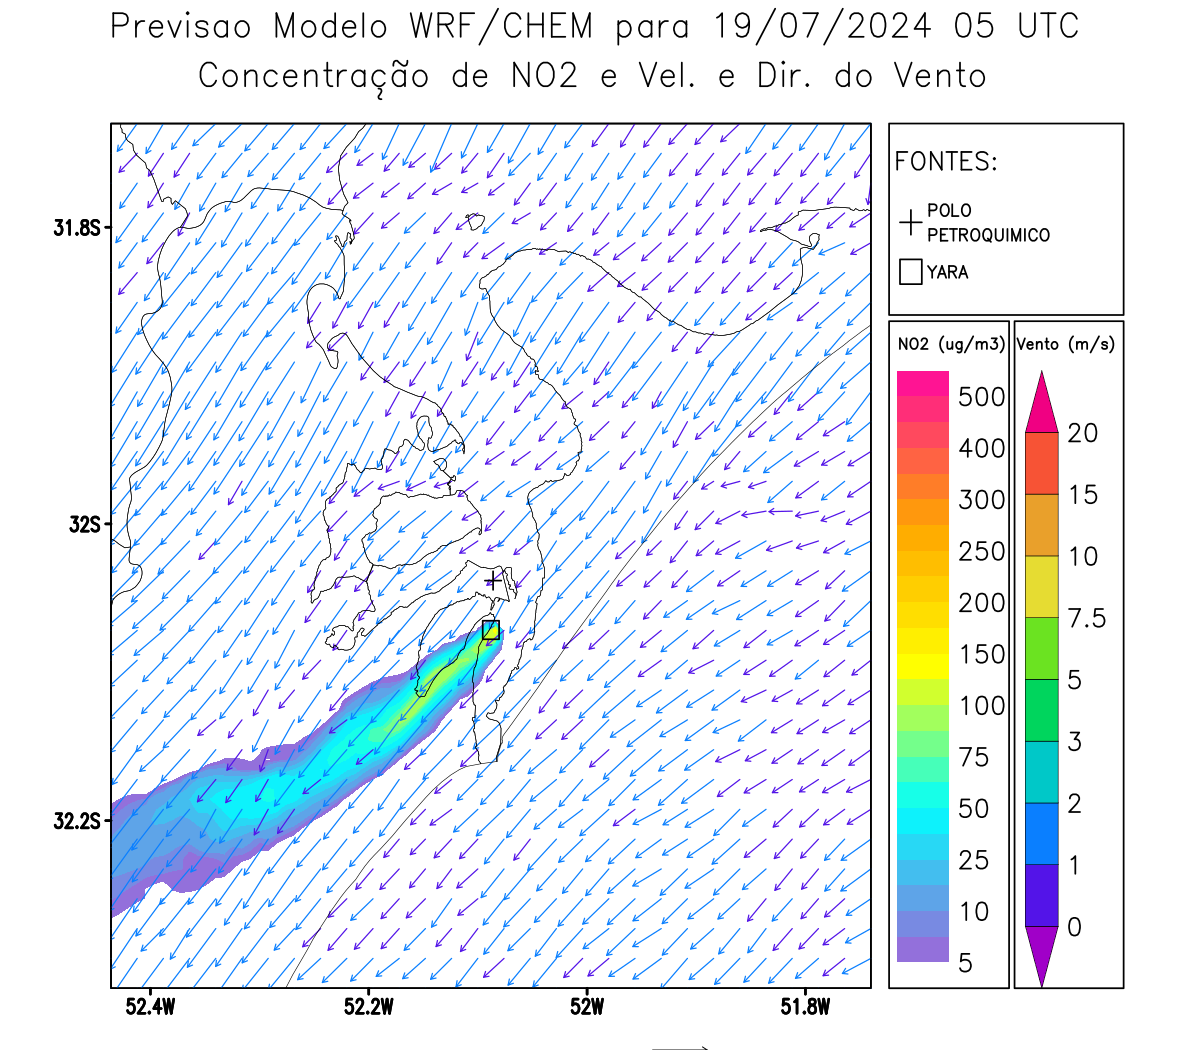 Previsao Modelo WRF/CHEM para 19/07/2024 05 UTC
Concentração de NO2 e Vel. e Dir. do Vento
FONTES:
POLO
PETROQUIMICO
YARA
NO2 (ug/m3)
500
400
300
250
200
150
100
75
50
25
10
5
Vento (m/s)
20
15
10
7.5
5
3
2
1
0
31.8S
32S
32.2S
52.4W
52.2W
52W
51.8W